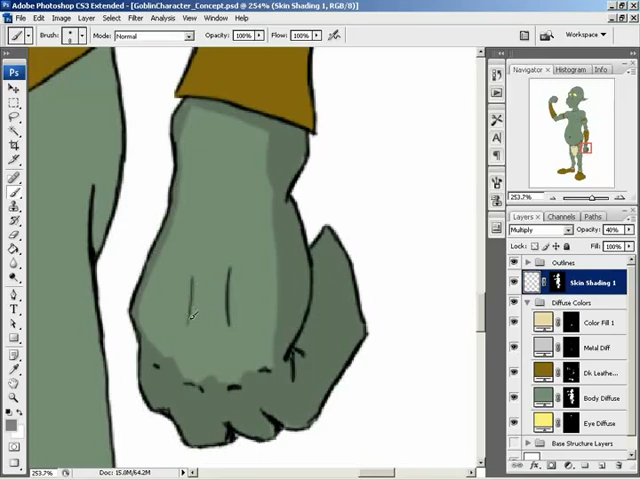 Adobe Photoshop CS3 Extended - [GoblinCharacter_Concept.psd @ 254% (Skin Shading 1, RGB/8)]
File Edit Image Layer Select Filter Analysis View Window Help
Brush: Mode: Normal Opacity: 100% Flow: 100% Workspace
Ps
Navigator Histogram Info
253.7%
Layers Channels Paths
Multiply Opacity: 40%
Lock: Fill: 100%
Outlines
Skin Shading 1
Diffuse Colors
Color Fill 1
Metal Diff
Dk Leathe...
Body Diffuse
Eye Diffuse
Base Structure Layers
253.7% Doc: 15.0M/64.2M